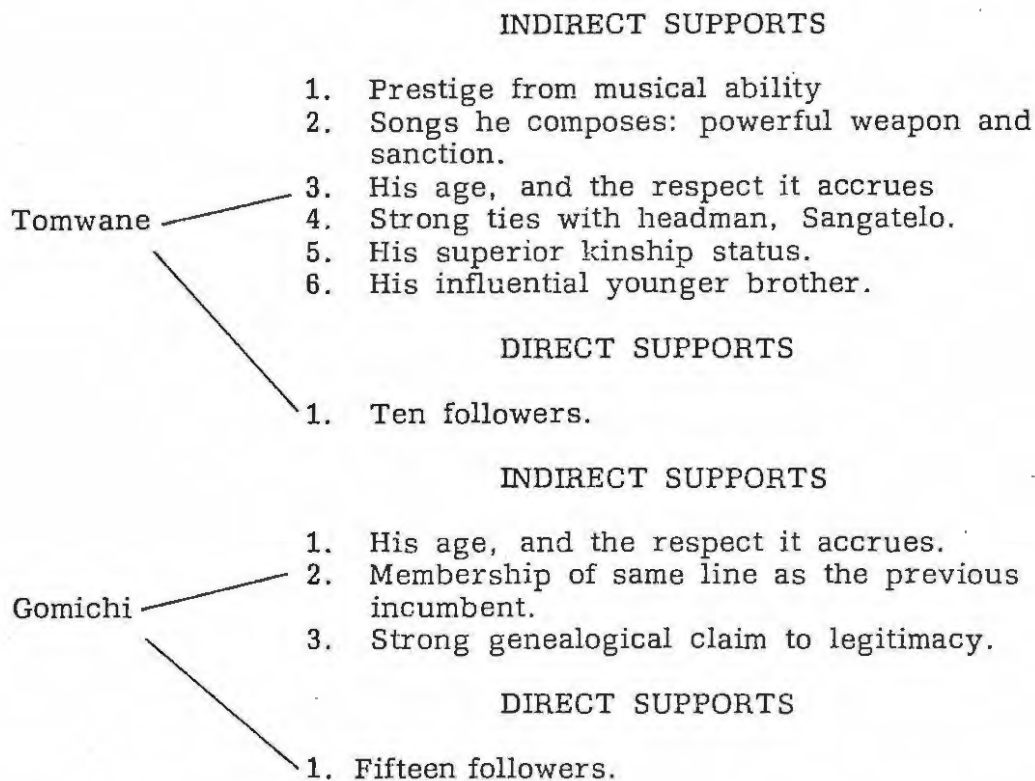 INDIRECT SUPPORTS
1. Prestige from musical ability
2. Songs he composes: powerful weapon and
sanction.
3. His age, and the respect it accrues
Tomwane
4. Strong ties with headman, Sangatelo.
5. His superior kinship status.
6. His influential younger brother.
DIRECT SUPPORTS
1. Ten followers.
INDIRECT SUPPORTS
1. His age, and the respect it accrues.
2. Membership of same line as the previous
Gomichi
incumbent.
3. Strong genealogical claim to legitimacy.
DIRECT SUPPORTS
1. Fifteen followers.